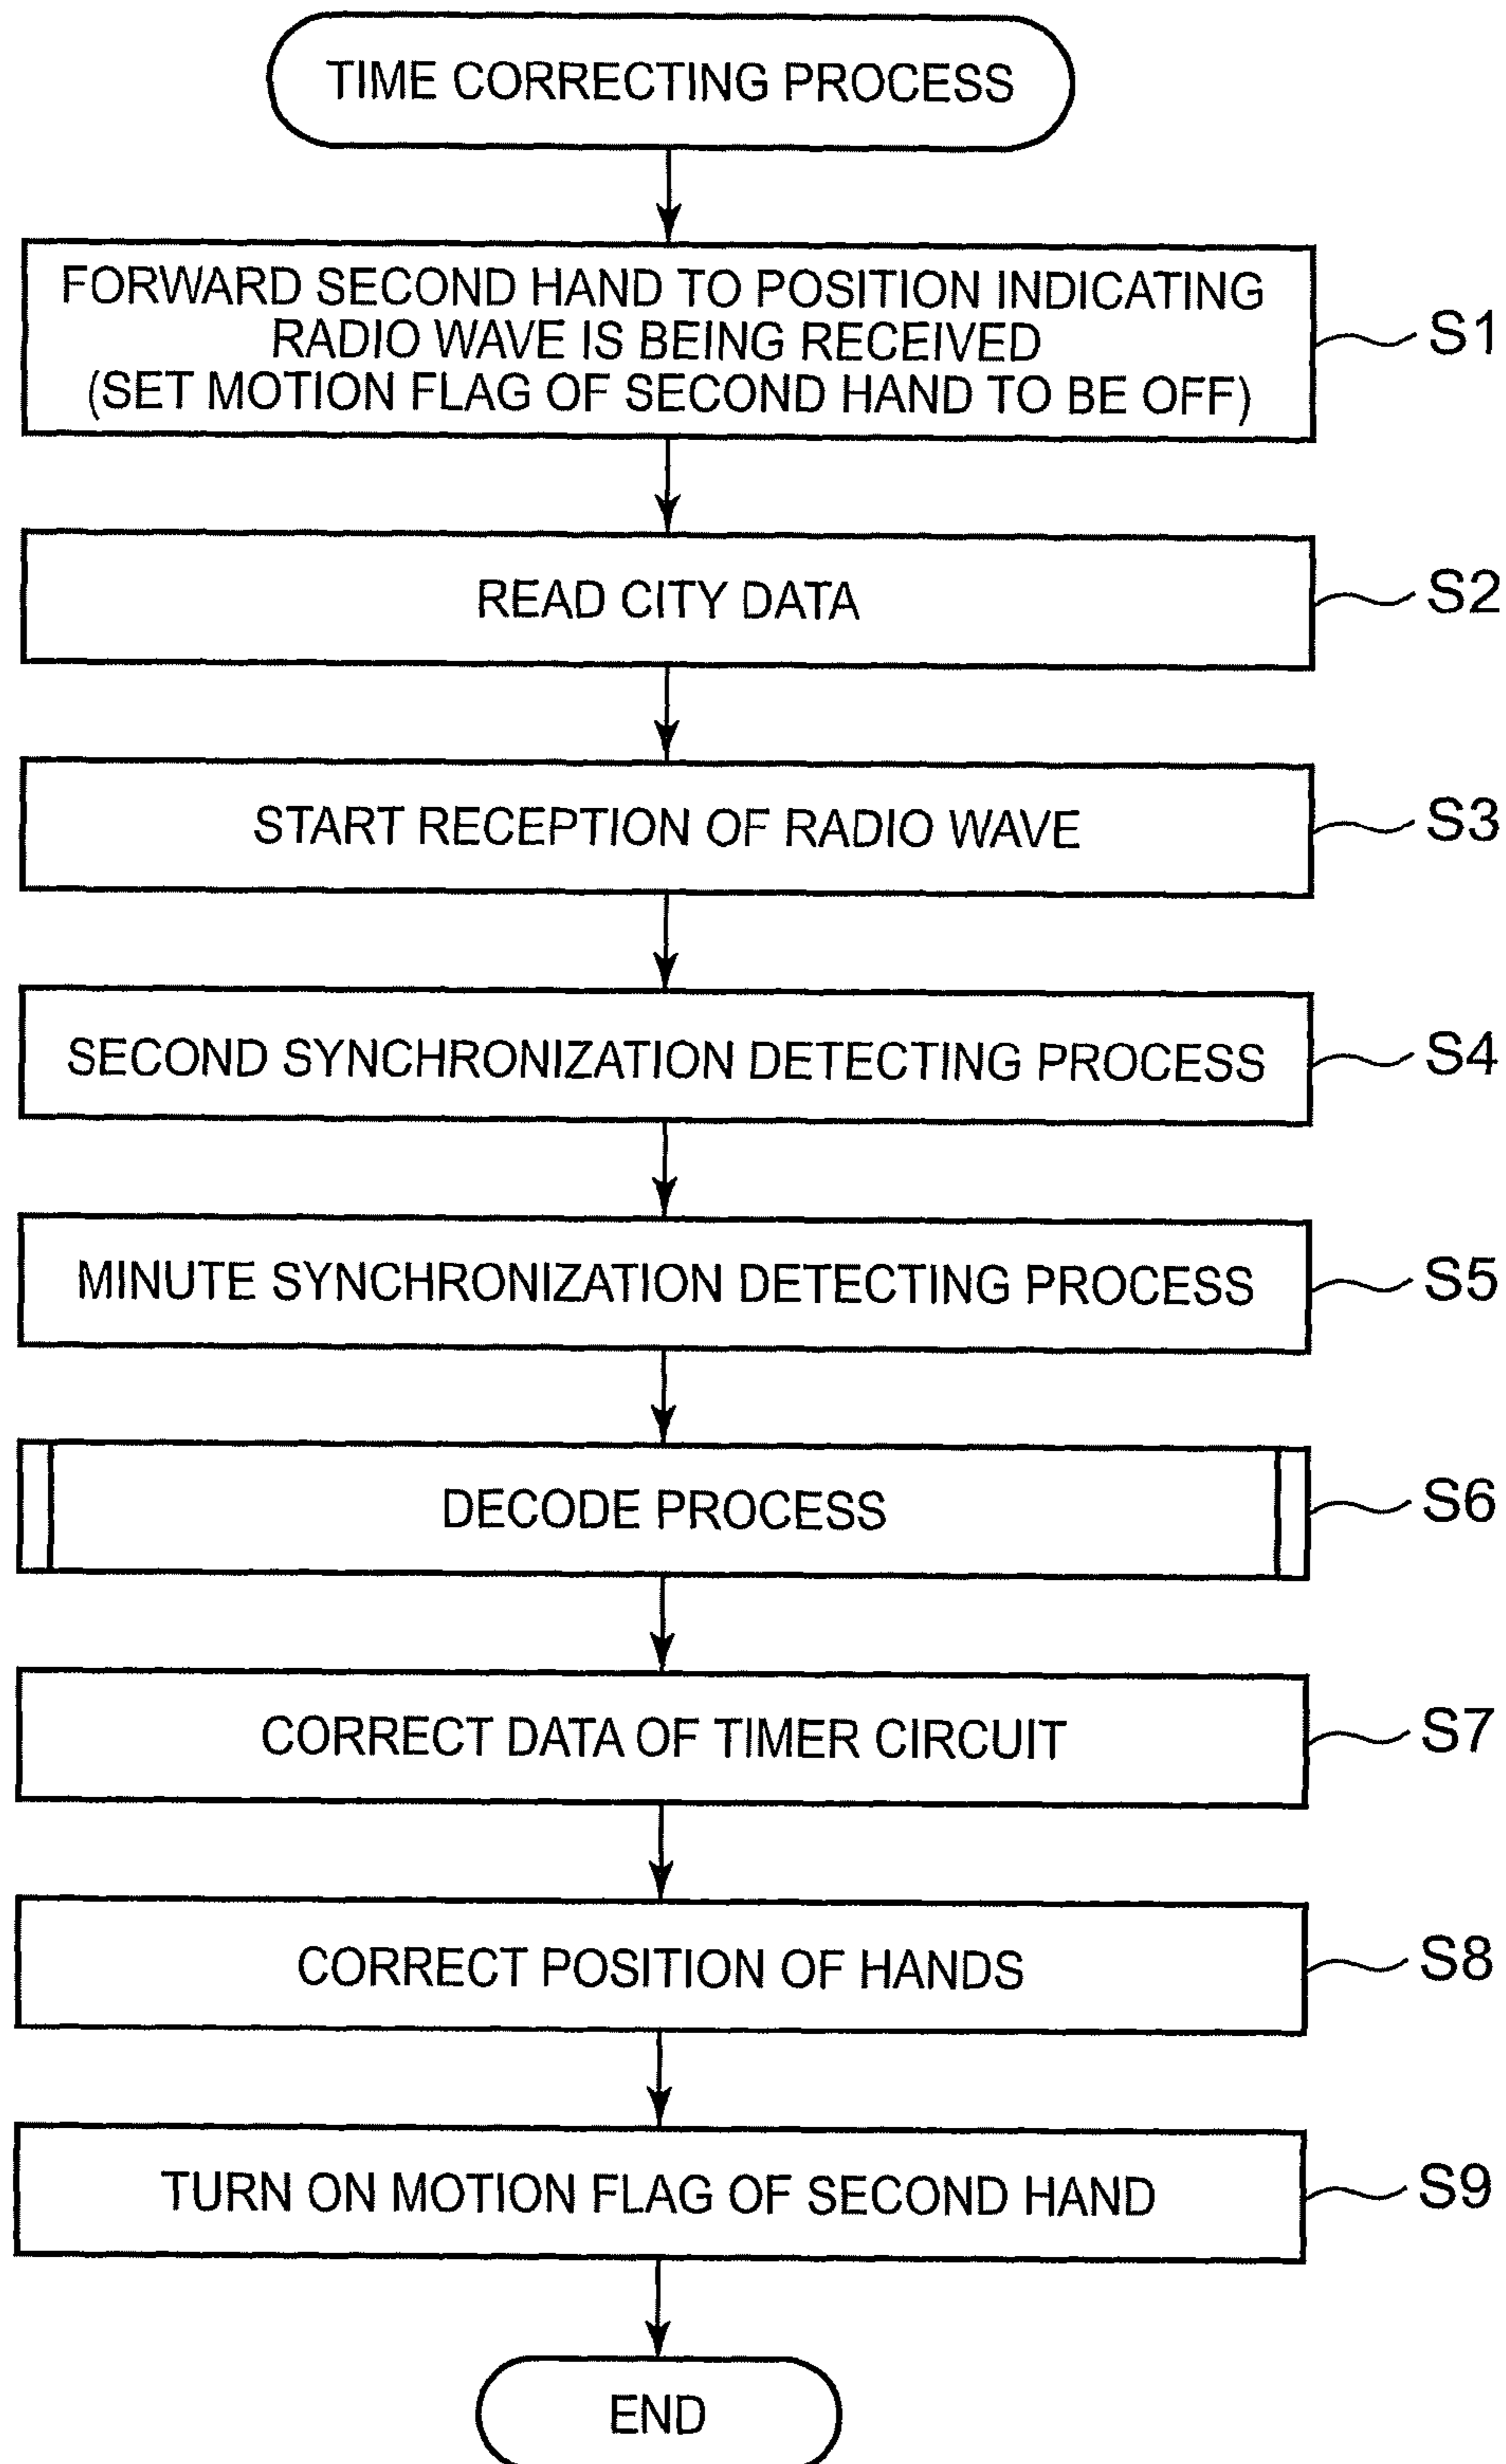 TIME CORRECTING PROCESS
FORWARD SECOND HAND TO POSITION INDICATING
RADIO WAVE IS BEING RECEIVED
(SET MOTION FLAG OF SECOND HAND TO BE OFF)
S1
READ CITY DATA
S2
START RECEPTION OF RADIO WAVE
S3
SECOND SYNCHRONIZATION DETECTING PROCESS
S4
MINUTE SYNCHRONIZATION DETECTING PROCESS
S5
DECODE PROCESS
S6
CORRECT DATA OF TIMER CIRCUIT
S7
CORRECT POSITION OF HANDS
S8
TURN ON MOTION FLAG OF SECOND HAND
S9
END